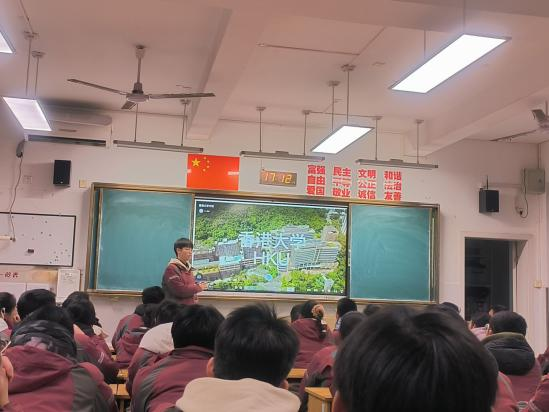 17:12
富强 民主 文明 和谐
自由 平等 公正 法治
爱国 敬业 诚信 友善
香港大学
HKU